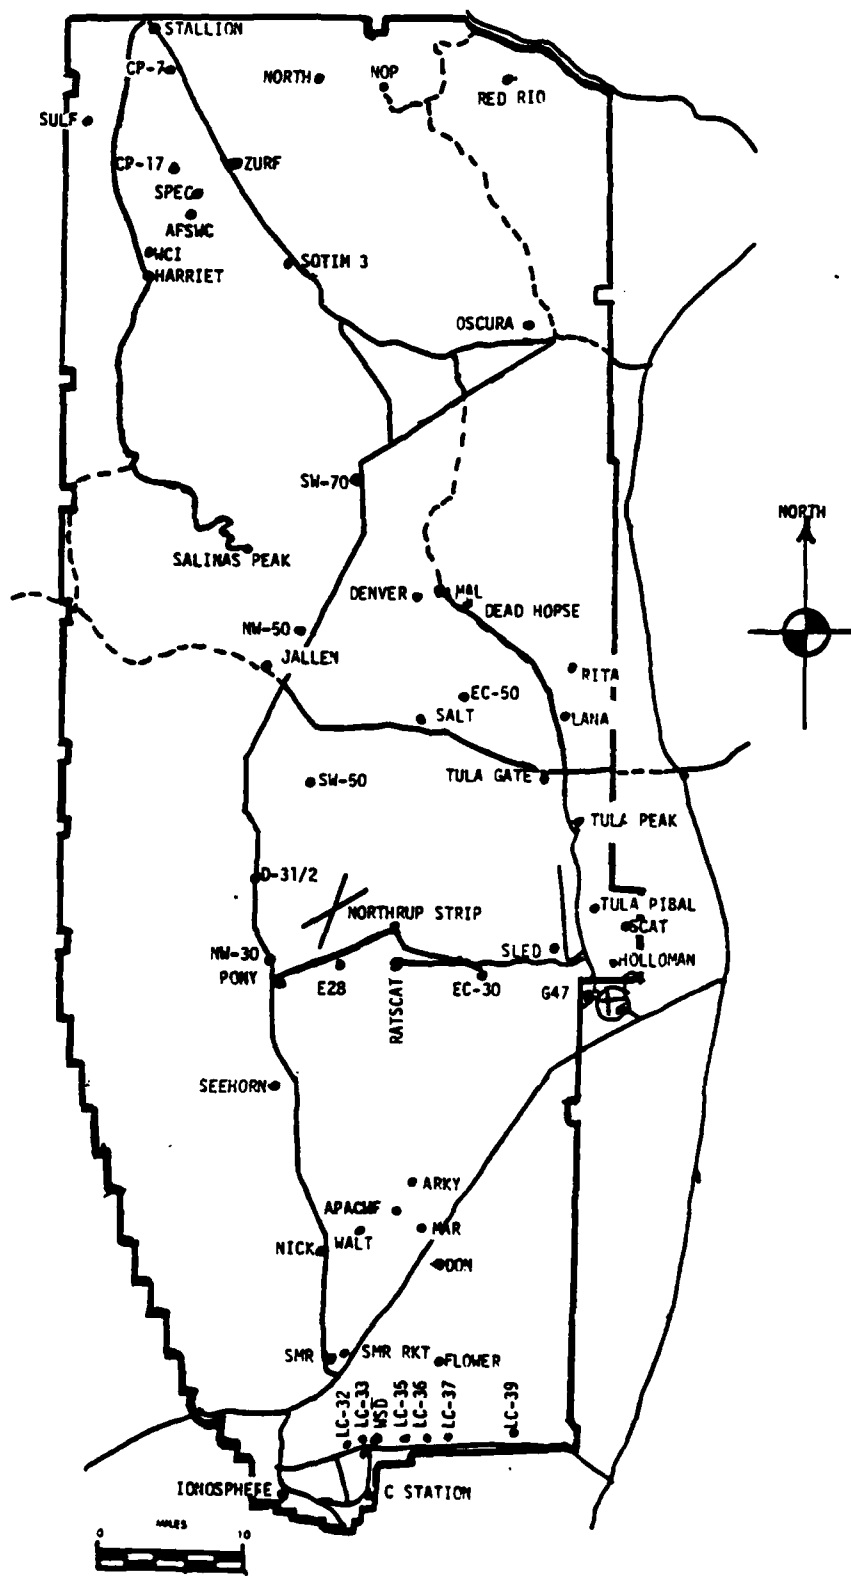 STALLION
CP-7
NORTH
NOP
RED RIO
SULF
CP-17
ZURF
SPEC
AFSWC
WCI
HARRIET
SOTIM 3
OSCURA
SW-70
NORTH
SALINAS PEAK
DENVER
MAL
DEAD HORSE
NW-50
JALLEN
RITA
EC-50
SALT
LANA
TULA GATE
SW-50
TULA PEAK
D-31/2
NORTHRUP STRIP
TULA PIBAL
SCAT
NW-30
SLED
HOLLOMAN
PONY
E28
RATSCAT
EC-30
G47
SEEHORN
ARKY
MAR
NICK
WALT
DON
SMR
SMR RKT
FLOWER
LC-32
LC-33
WSD
LC-35
LC-36
LC-37
LC-39
IONOSPHERE
C STATION
MILES
0
10